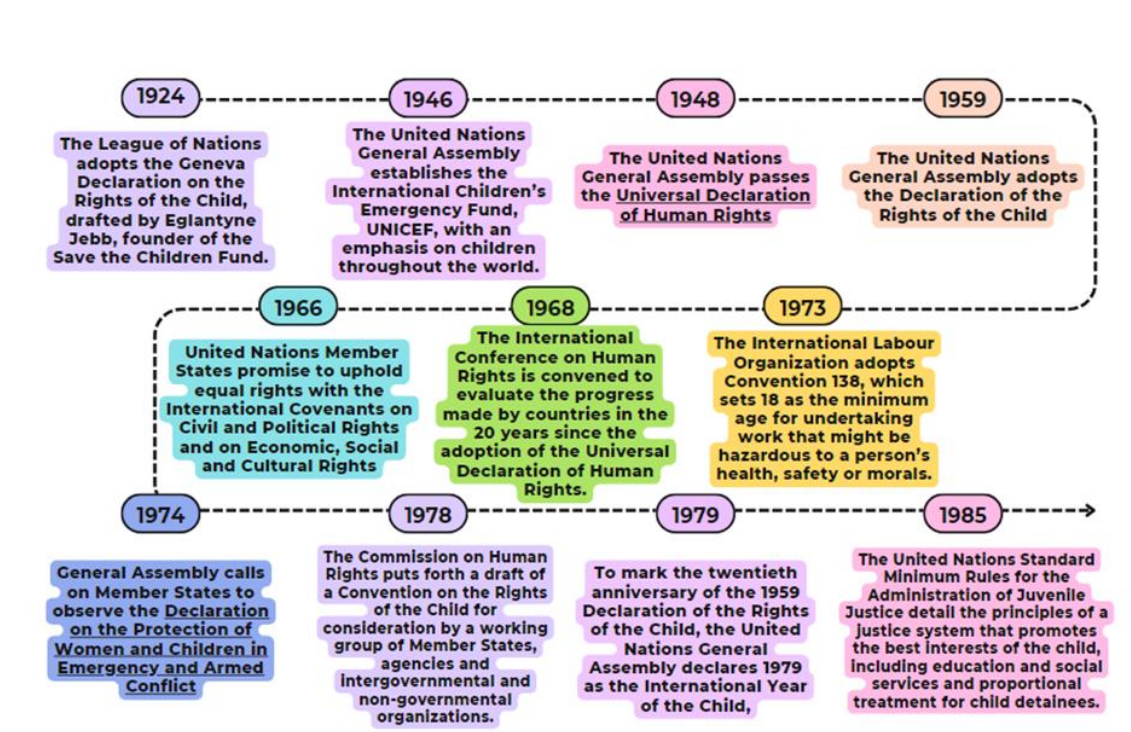 1924
The League of Nations
adopts the Geneva
Declaration on the
Rights of the Child,
drafted by Eglantyne
Jebb, founder of the
Save the Children Fund.
1946
The United Nations
General Assembly
establishes the
International Children’s
Emergency Fund,
UNICEF, with an
emphasis on children
throughout the world.
1948
The United Nations
General Assembly passes
the Universal Declaration
of Human Rights
1959
The United Nations
General Assembly adopts
the Declaration of the
Rights of the Child
1966
United Nations Member
States promise to uphold
equal rights with the
International Covenants on
Civil and Political Rights
and on Economic, Social
and Cultural Rights
1968
The International
Conference on Human
Rights is convened to
evaluate the progress
made by countries in the
20 years since the
adoption of the Universal
Declaration of Human
Rights.
1973
The International Labour
Organization adopts
Convention 138, which
sets 18 as the minimum
age for undertaking
work that might be
hazardous to a person’s
health, safety or morals.
1974
General Assembly calls
on Member States to
observe the Declaration
on the Protection of
Women and Children in
Emergency and Armed
Conflict
1978
The Commission on Human
Rights puts forth a draft of
a Convention on the Rights
of the Child for
consideration by a working
group of Member States,
agencies and
intergovernmental and
non-governmental
organizations.
1979
To mark the twentieth
anniversary of the 1959
Declaration of the Rights
of the Child, the United
Nations General
Assembly declares 1979
as the International Year
of the Child,
1985
The United Nations Standard
Minimum Rules for the
Administration of Juvenile
Justice detail the principles of a
justice system that promotes
the best interests of the child,
including education and social
services and proportional
treatment for child detainees.